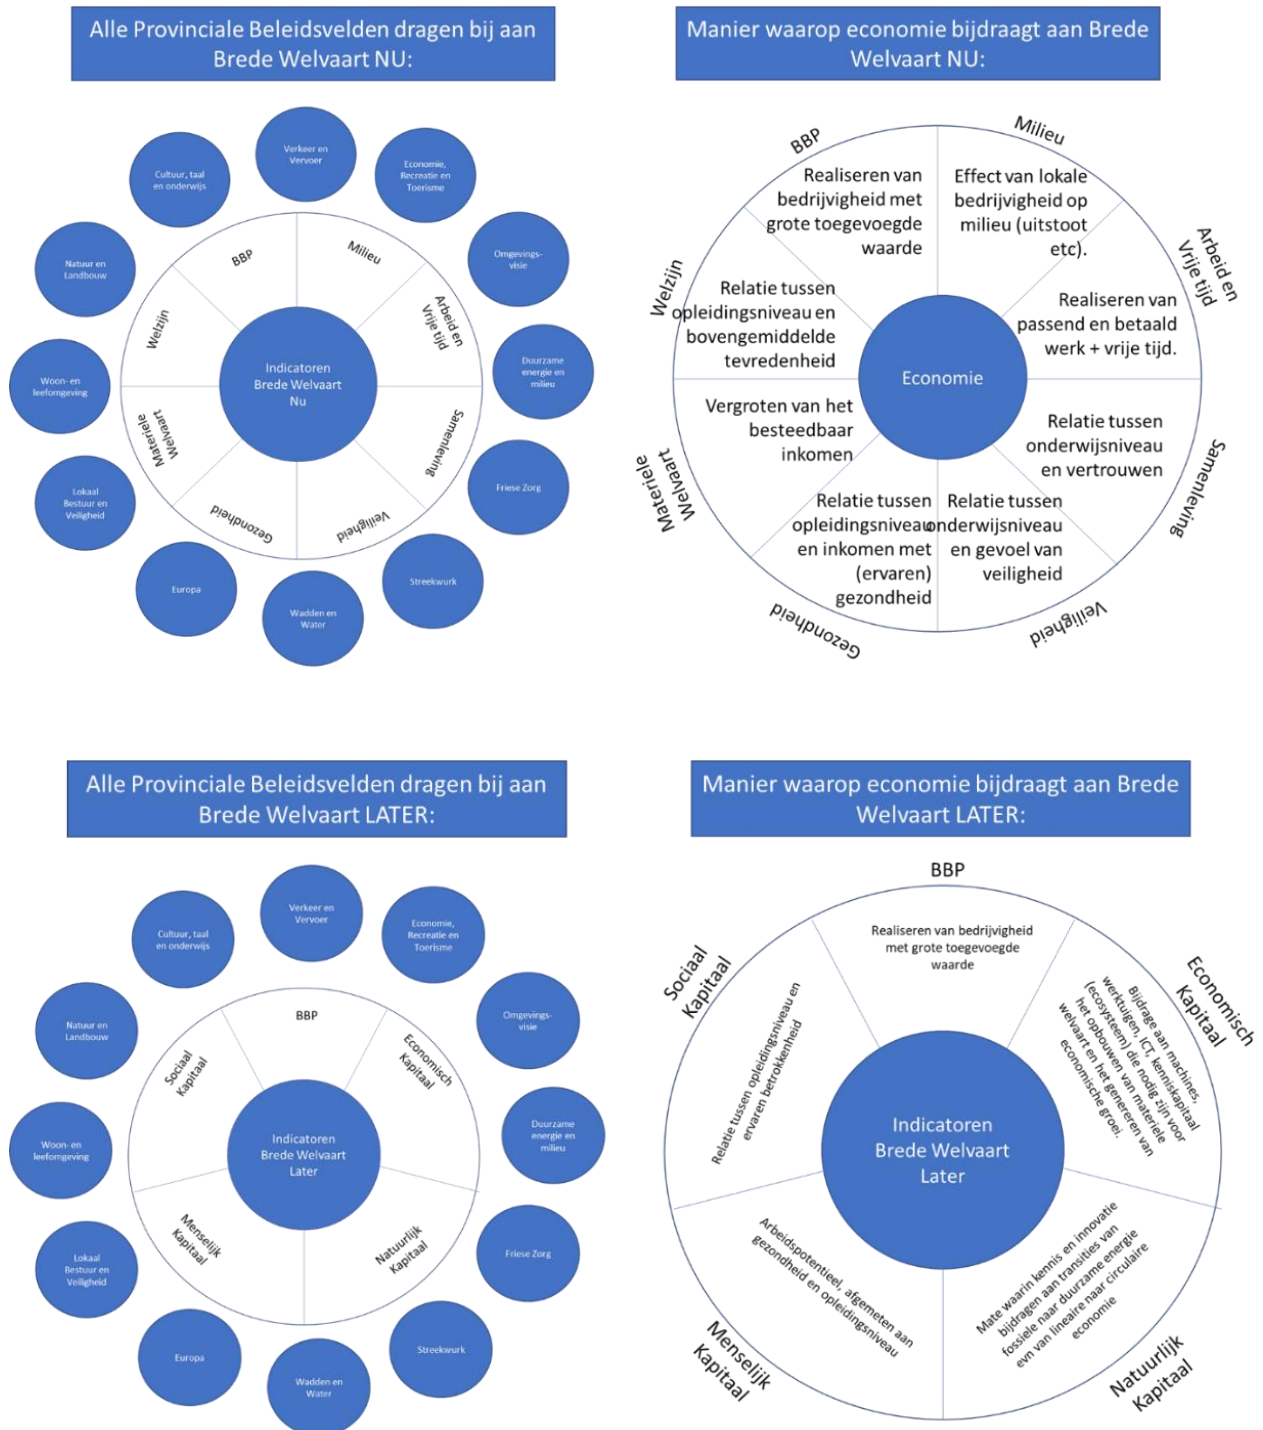 Alle Provinciale Beleidsvelden dragen bij aan
Brede Welvaart NU:
Verkeer en
Vervoer
Economie,
Recreatie en
Toerisme
Omgevings-
visie
Duurzame
energie en
milieu
Friese Zorg
Streekwurk
Wadden en
Water
Europa
Lokaal
Bestuur en
Veiligheid
Woon- en
leefomgeving
Natuur en
Landbouw
Cultuur, taal
en onderwijs
BBP
Milieu
Arbeid en
Vrije tijd
Samenleving
Veiligheid
Gezondheid
Materiele
Welvaart
Welzijn
Indicatoren
Brede Welvaart
Nu
Manier waarop economie bijdraagt aan Brede
Welvaart NU:
BBP
Realiseren van
bedrijvigheid met
grote toegevoegde
waarde
Milieu
Effect van lokale
bedrijvigheid op
milieu (uitstoot
etc).
Arbeid en
Vrije tijd
Realiseren van
passend en betaald
werk + vrije tijd.
Samenleving
Relatie tussen
onderwijsniveau
en vertrouwen
Veiligheid
Relatie tussen
onderwijsniveau
en gevoel van
veiligheid
Gezondheid
Relatie tussen
opleidingsniveau
en inkomen met
(ervaren)
gezondheid
Materiele
Welvaart
Vergroten van het
besteedbaar
inkomen
Welzijn
Relatie tussen
opleidingsniveau en
bovengemiddelde
tevredenheid
Economie
Alle Provinciale Beleidsvelden dragen bij aan
Brede Welvaart LATER:
Verkeer en
Vervoer
Economie,
Recreatie en
Toerisme
Omgevings-
visie
Duurzame
energie en
milieu
Friese Zorg
Streekwurk
Wadden en
Water
Europa
Lokaal
Bestuur en
Veiligheid
Woon- en
leefomgeving
Natuur en
Landbouw
Cultuur, taal
en onderwijs
BBP
Economisch
Kapitaal
Natuurlijk
Kapitaal
Menselijk
Kapitaal
Sociaal
Kapitaal
Indicatoren
Brede Welvaart
Later
Manier waarop economie bijdraagt aan Brede
Welvaart LATER:
BBP
Realiseren van bedrijvigheid
met grote toegevoegde
waarde
Economisch
Kapitaal
Bijdrage aan machines,
werktuigen, ICT, kenniskapitaal
(ecosysteem) die nodig zijn voor
het opbouwen van materiele
welvaart en het genereren van
economische groei.
Natuurlijk
Kapitaal
Mate waarin kennis en innovatie
bijdragen aan transities van
fossiele naar duurzame energie
evn van lineaire naar circulaire
economie
Menselijk
Kapitaal
Arbeidspotentieel, afgemeten aan
gezondheid en opleidingsniveau
Sociaal
Kapitaal
Relatie tussen opleidingsniveau en
ervaren betrokkenheid
Indicatoren
Brede Welvaart
Later